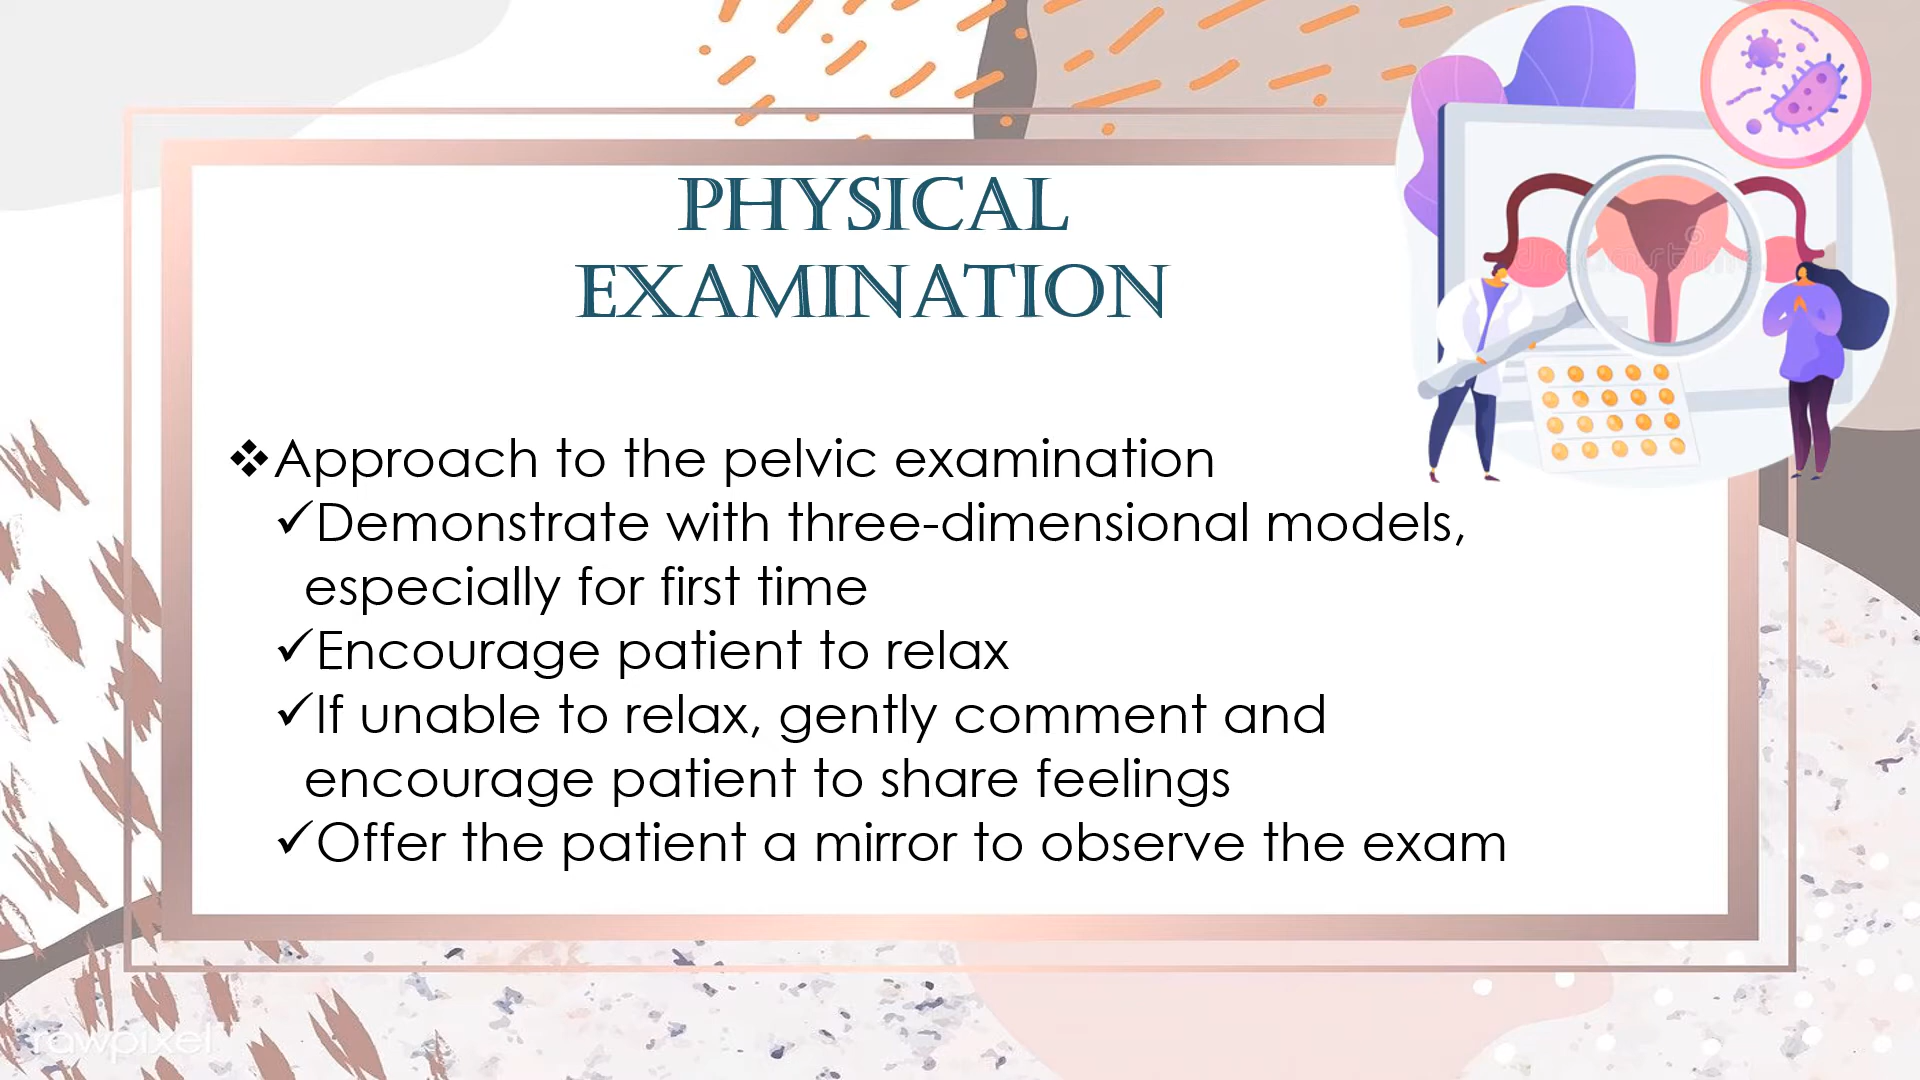 PHYSICAL
EXAMINATION
❖Approach to the pelvic examination
✓Demonstrate with three-dimensional models,
especially for first time
✓Encourage patient to relax
✓If unable to relax, gently comment and
encourage patient to share feelings
✓Offer the patient a mirror to observe the exam
rawpixel